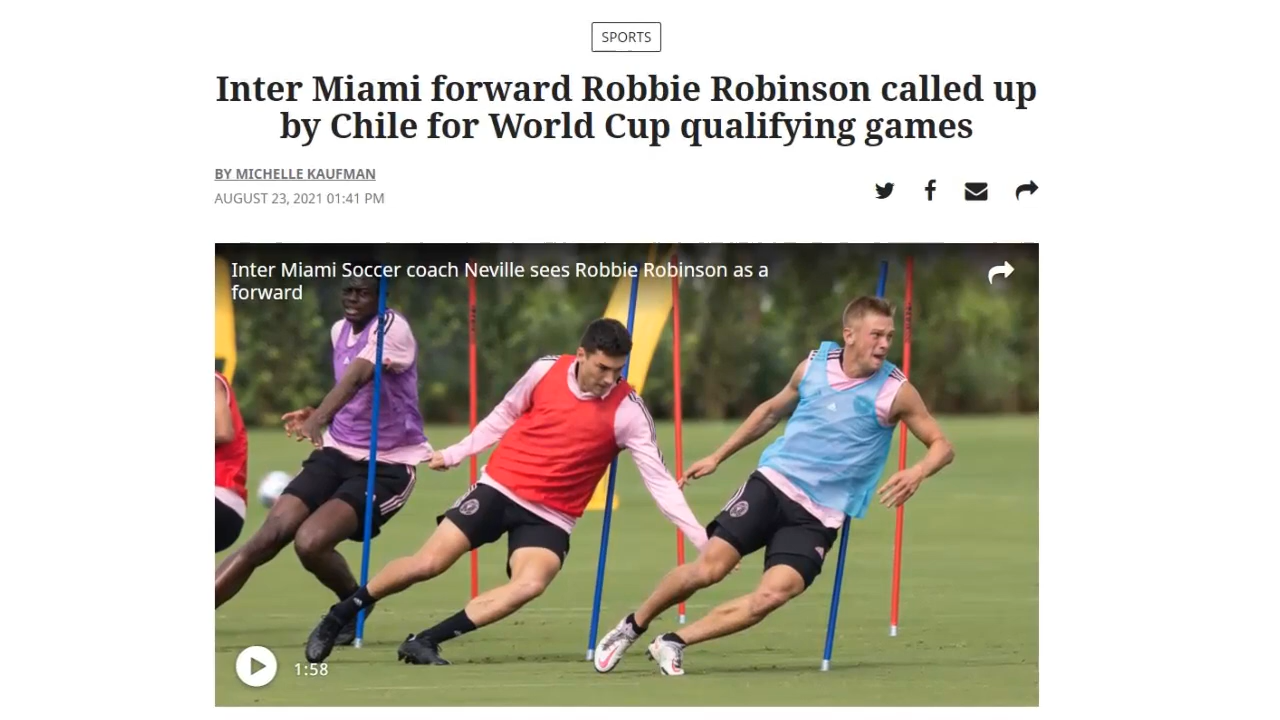 SPORTS
Inter Miami forward Robbie Robinson called up
by Chile for World Cup qualifying games
BY MICHELLE KAUFMAN
AUGUST 23, 2021 01:41 PM
Inter Miami Soccer coach Neville sees Robbie Robinson as a
forward
1:58